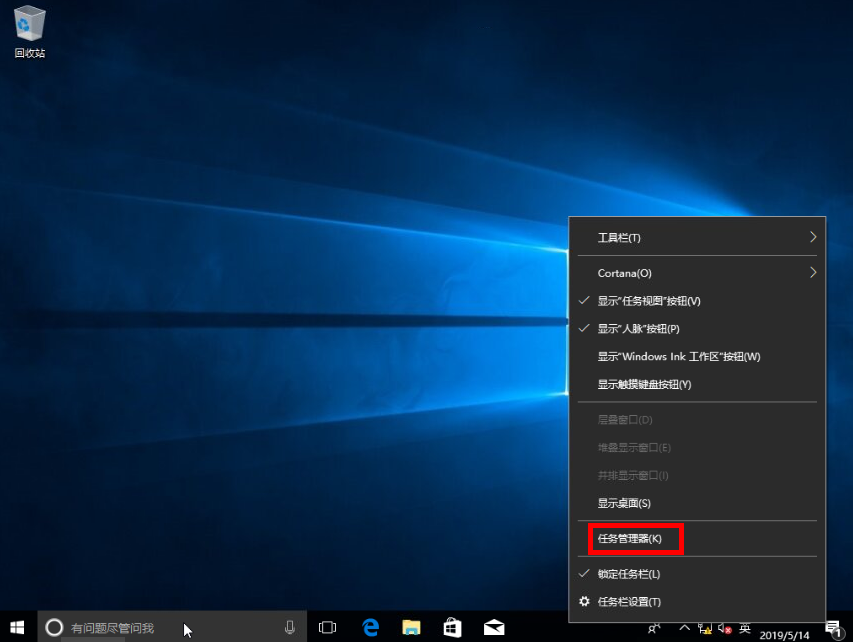 回收站
工具栏(T)
Cortana(O)
显示“任务视图”按钮(V)
显示“人脉”按钮(P)
显示“Windows Ink 工作区”按钮(W)
显示触摸键盘按钮(Y)
层叠窗口(D)
堆叠显示窗口(E)
并排显示窗口(I)
显示桌面(S)
任务管理器(K)
锁定任务栏(L)
任务栏设置(T)
有问题尽管问我
英
2019/5/14
1